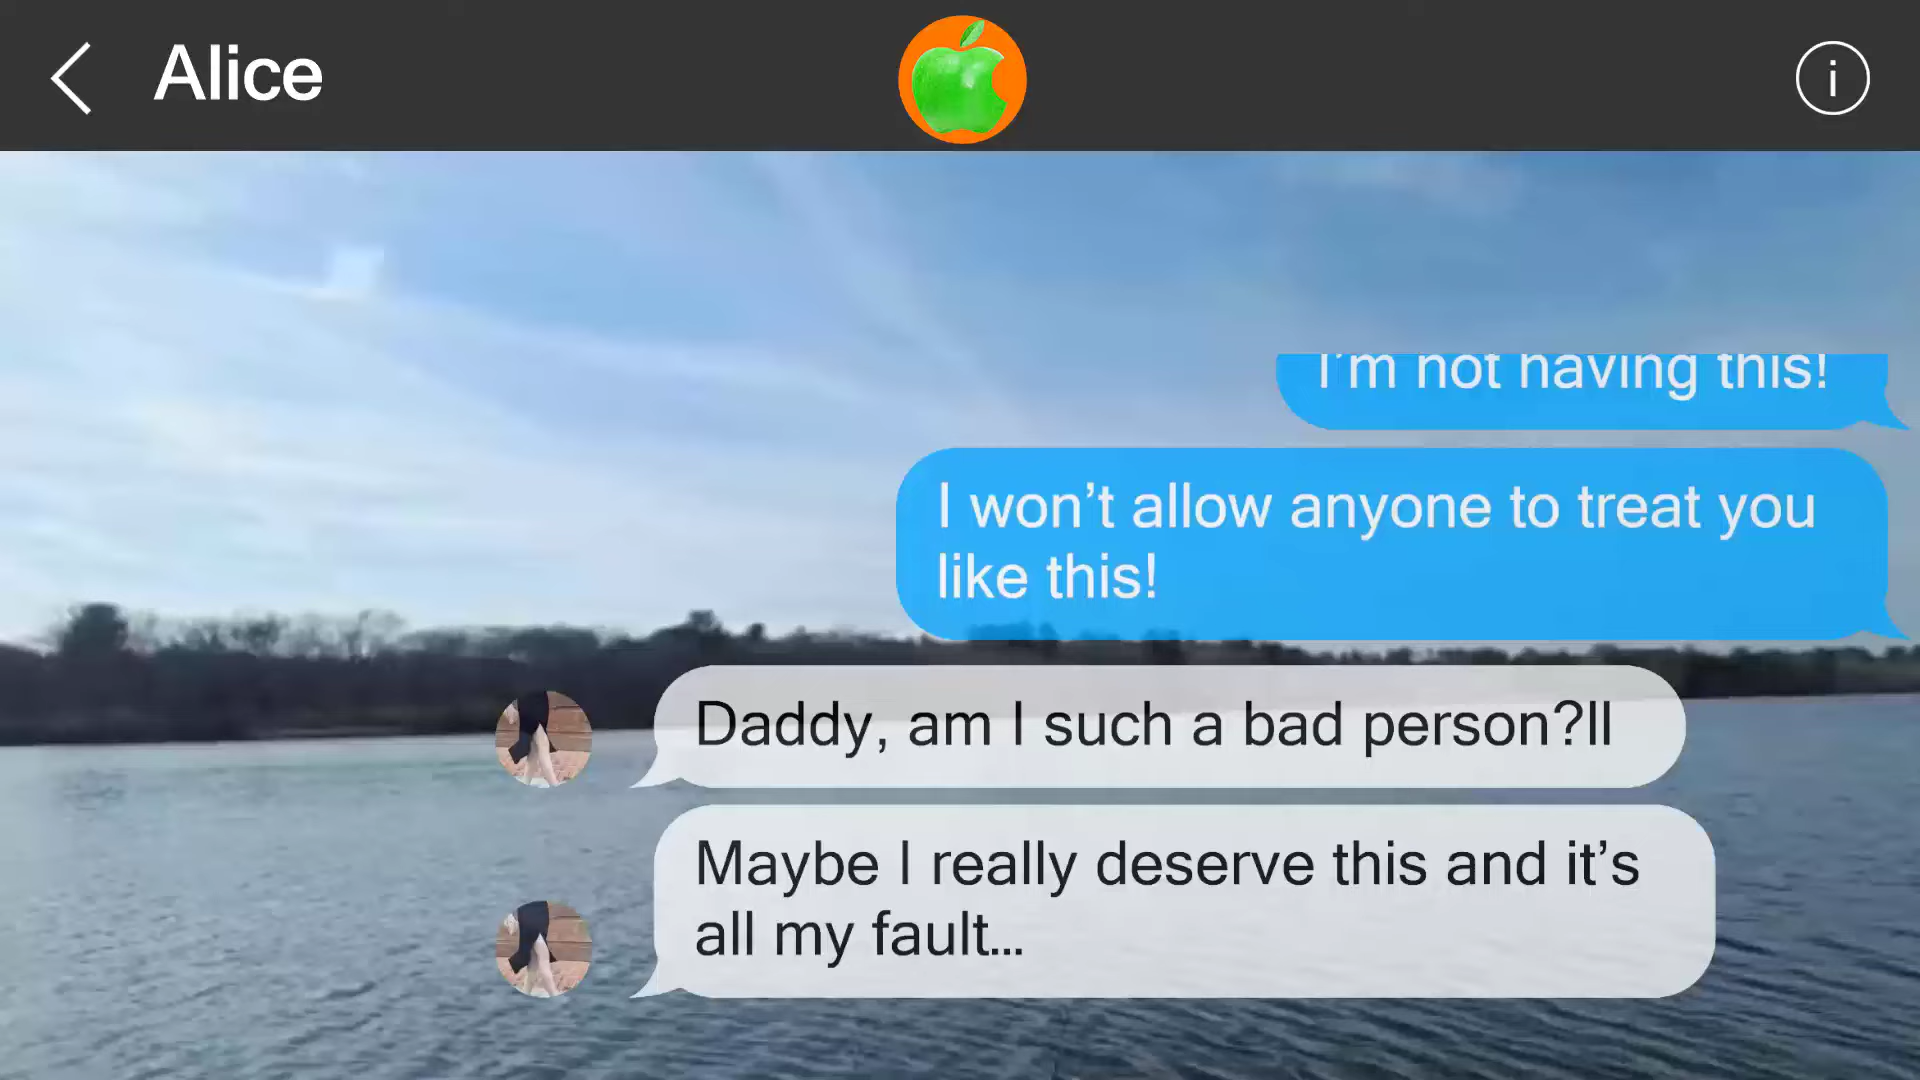 Alice
I'm not having this!
I won't allow anyone to treat you
like this!
Daddy, am I such a bad person?ll
Maybe I really deserve this and it's
all my fault...